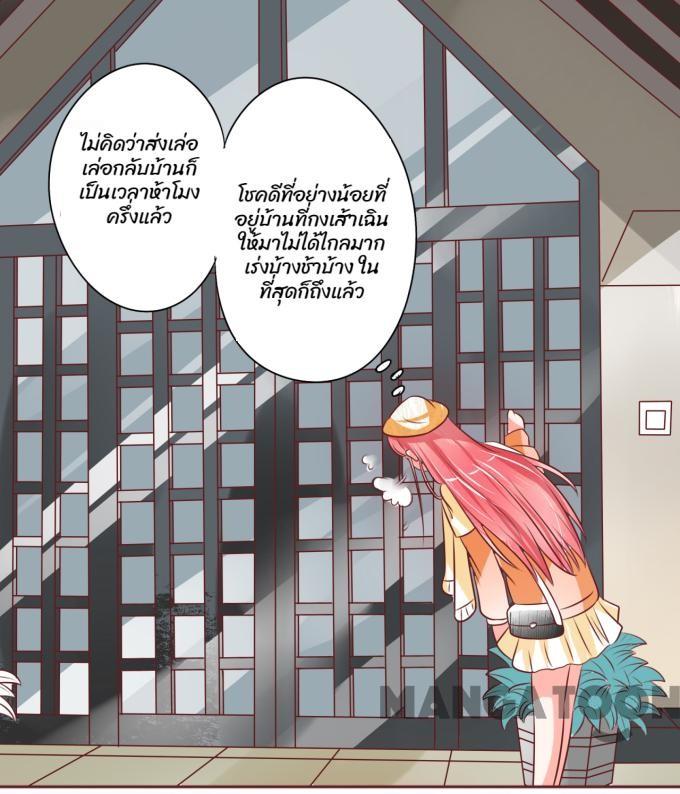 ไม่คิดว่าส่งเล่อ
เล่อกลับบ้านก็
เป็นเวลาห้าโมง
ครึ่งแล้ว
โชคดีที่อย่างน้อยที่
อยู่บ้านที่กงเส้าเฉิน
ให้มาไม่ได้ไกลมาก
เร่งบ้างช้าบ้าง ใน
ที่สุดก็ถึงแล้ว
MANGATOON